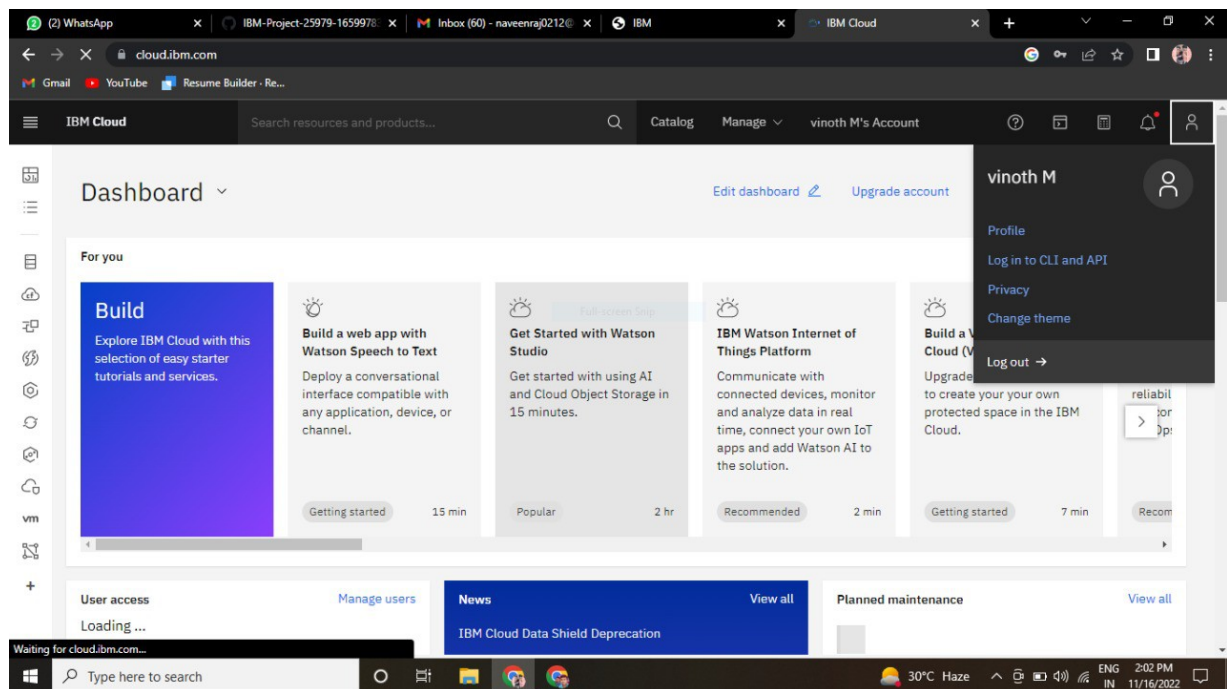 (2) WhatsApp
IBM-Project-25979-1659978
Inbox (60) - naveenraj0212@
IBM
IBM Cloud
cloud.ibm.com
Gmail
YouTube
Resume Builder · Re...
IBM Cloud
Search resources and products...
Catalog
Manage
vinoth M's Account
vinoth M
Profile
Log in to CLI and API
Privacy
Change theme
Log out →
Dashboard
Edit dashboard
Upgrade account
For you
Build
Explore IBM Cloud with this
selection of easy starter
tutorials and services.
Build a web app with
Watson Speech to Text
Deploy a conversational
interface compatible with
any application, device, or
channel.
Getting started
15 min
Full-screen Snip
Get Started with Watson
Studio
Get started with using AI
and Cloud Object Storage in
15 minutes.
Popular
2 hr
IBM Watson Internet of
Things Platform
Communicate with
connected devices, monitor
and analyze data in real
time, connect your own IoT
apps and add Watson AI to
the solution.
Recommended
2 min
Build a V
Cloud (V
Upgrade
to create your your own
protected space in the IBM
Cloud.
Getting started
7 min
reliabil
Recom
vm
User access
Manage users
Loading ...
News
View all
IBM Cloud Data Shield Deprecation
Planned maintenance
View all
Waiting for cloud.ibm.com...
Type here to search
30°C Haze
ENG
IN
2:02 PM
11/16/2022